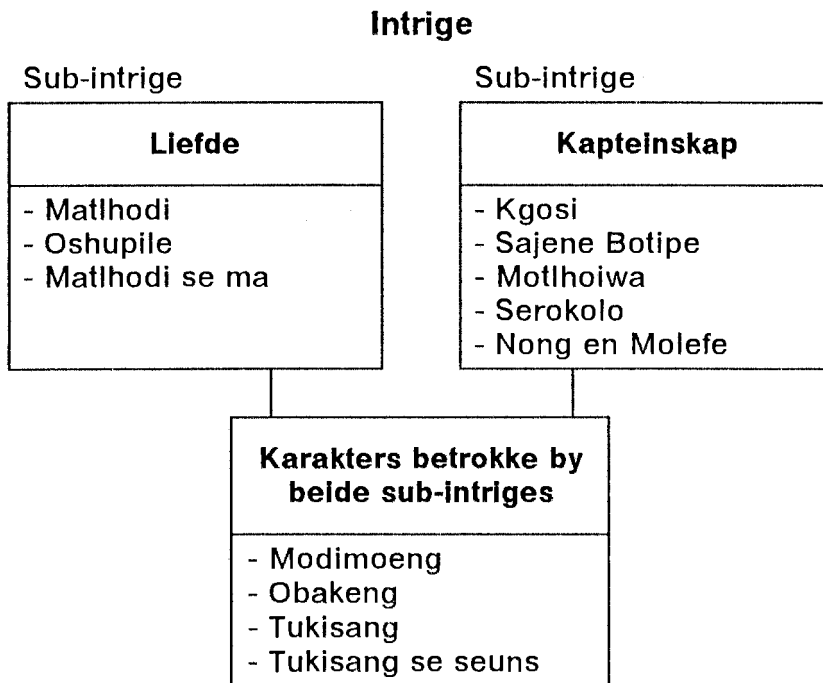 Intrige
Sub-intrige
Liefde
- Matlhodi
- Oshupile
- Matlhodi se ma
Sub-intrige
Kapteinskap
- Kgosi
- Sajene Botipe
- Motlhoiwa
- Serokolo
- Nong en Molefe
Karakters betrokke by
beide sub-intriges
- Modimoeng
- Obakeng
- Tukisang
- Tukisang se seuns